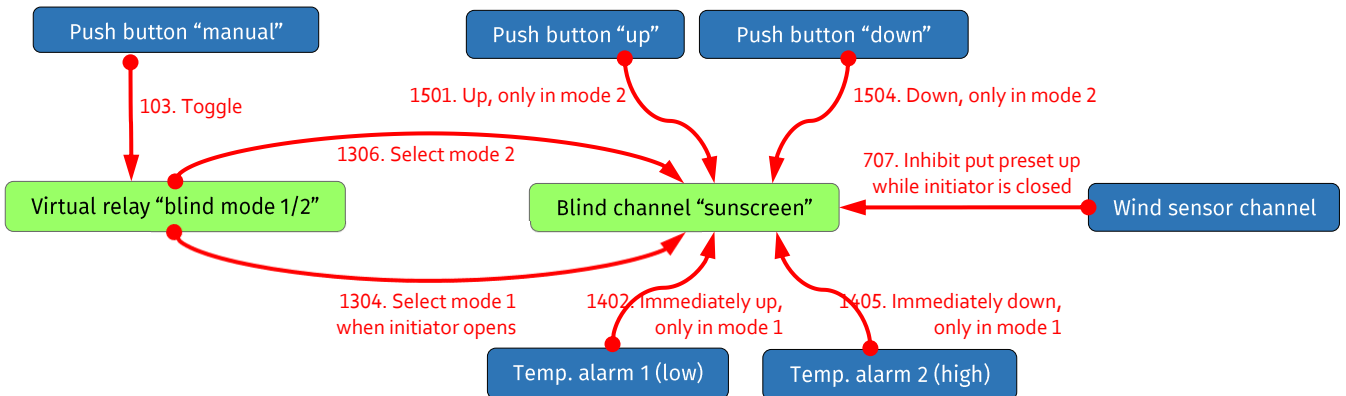 Push button “manual”
Push button “up”
Push button “down”
103. Toggle
1501. Up, only in mode 2
1504. Down, only in mode 2
1306. Select mode 2
707. Inhibit put preset up
while initiator is closed
Virtual relay “blind mode 1/2”
Blind channel “sunscreen”
Wind sensor channel
1304. Select mode 1
when initiator opens
1402. Immediately up,
only in mode 1
1405. Immediately down,
only in mode 1
Temp. alarm 1 (low)
Temp. alarm 2 (high)